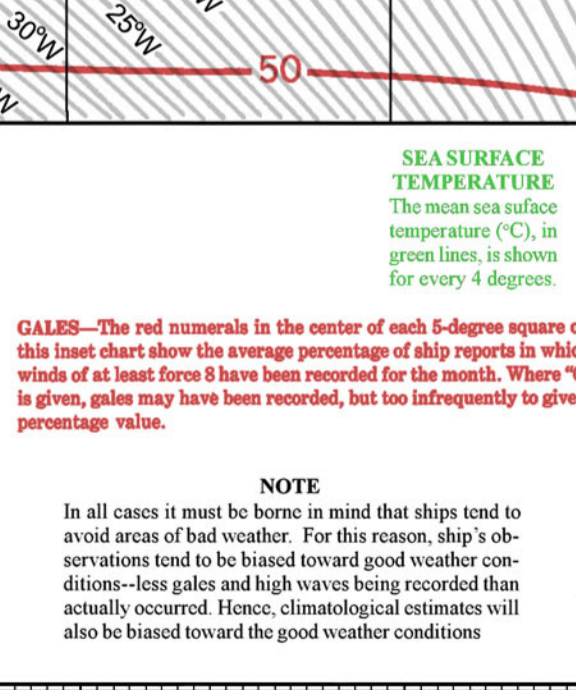 30°W
25°W
W
50
W
SEA SURFACE
TEMPERATURE
The mean sea suface
temperature (°C), in
green lines, is shown
for every 4 degrees.
GALES—The red numerals in the center of each 5-degree square
this inset chart show the average percentage of ship reports in
winds of at least force 8 have been recorded for the month. Where
is given, gales may have been recorded, but too infrequently to give
percentage value.
NOTE
In all cases it must be borne in mind that ships tend to
avoid areas of bad weather. For this reason, ship's ob-
servations tend to be biased toward good weather con-
ditions--less gales and high waves being recorded than
actually occurred. Hence, climatological estimates will
also be biased toward the good weather conditions